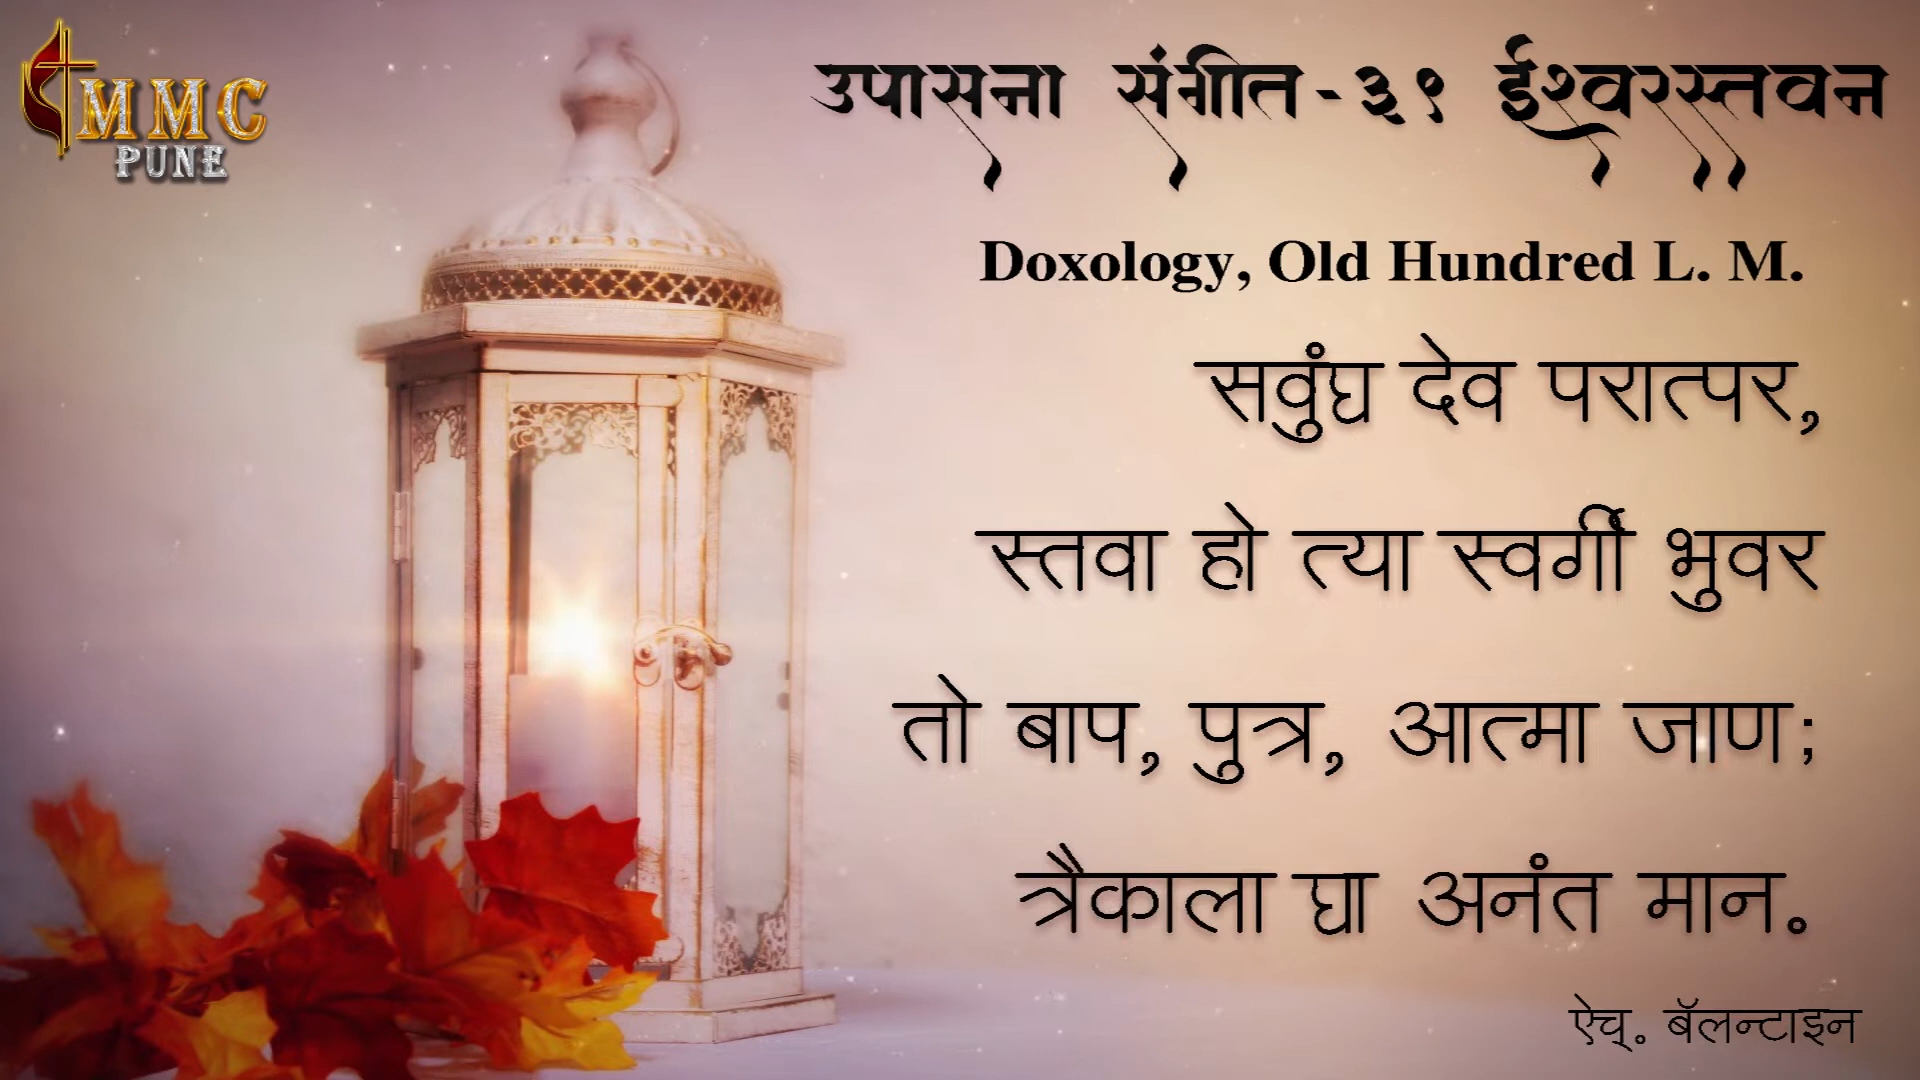 MMC
PUNE
उपासना संगीत-३९ ईश्वरस्तवन
Doxology, Old Hundred L. M.
सवुंघ्र देव परात्पर,
स्तवा हो त्या स्वर्गी भुवर
तो बाप, पुत्र, आत्मा जाण;
त्रैकाला घ्रा अनंत मान.
ऐच्. बॅलन्टाइन